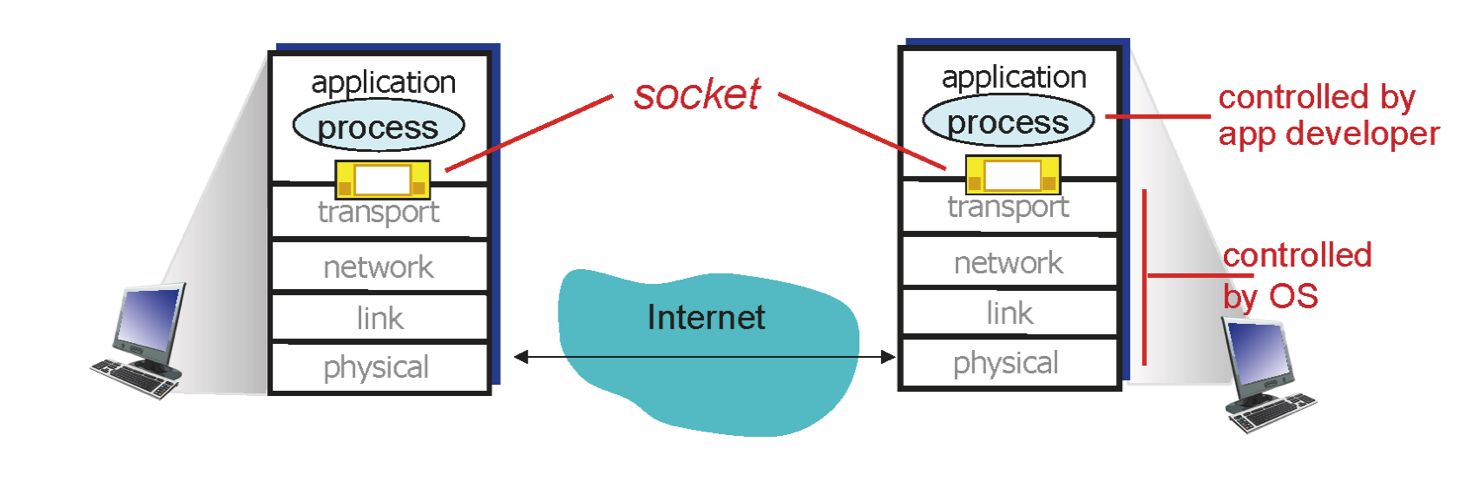 application
process
transport
network
link
physical
socket
Internet
application
process
transport
network
link
physical
controlled by
app developer
controlled
by OS